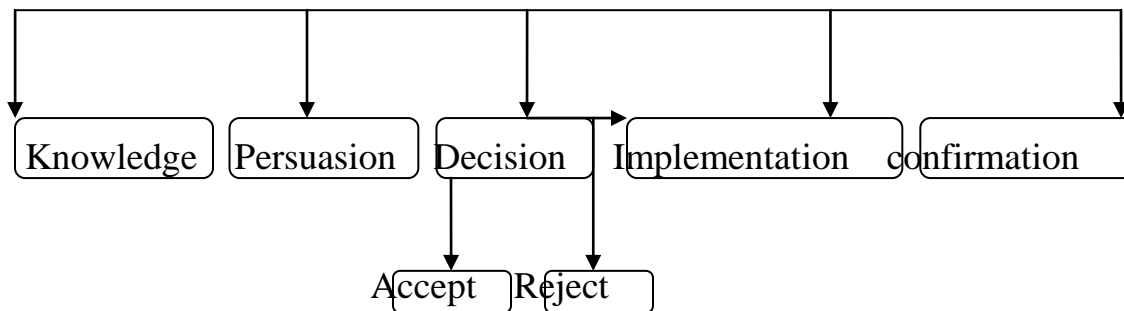 Knowledge Persuasion Decision Implementation confirmation
Accept Reject